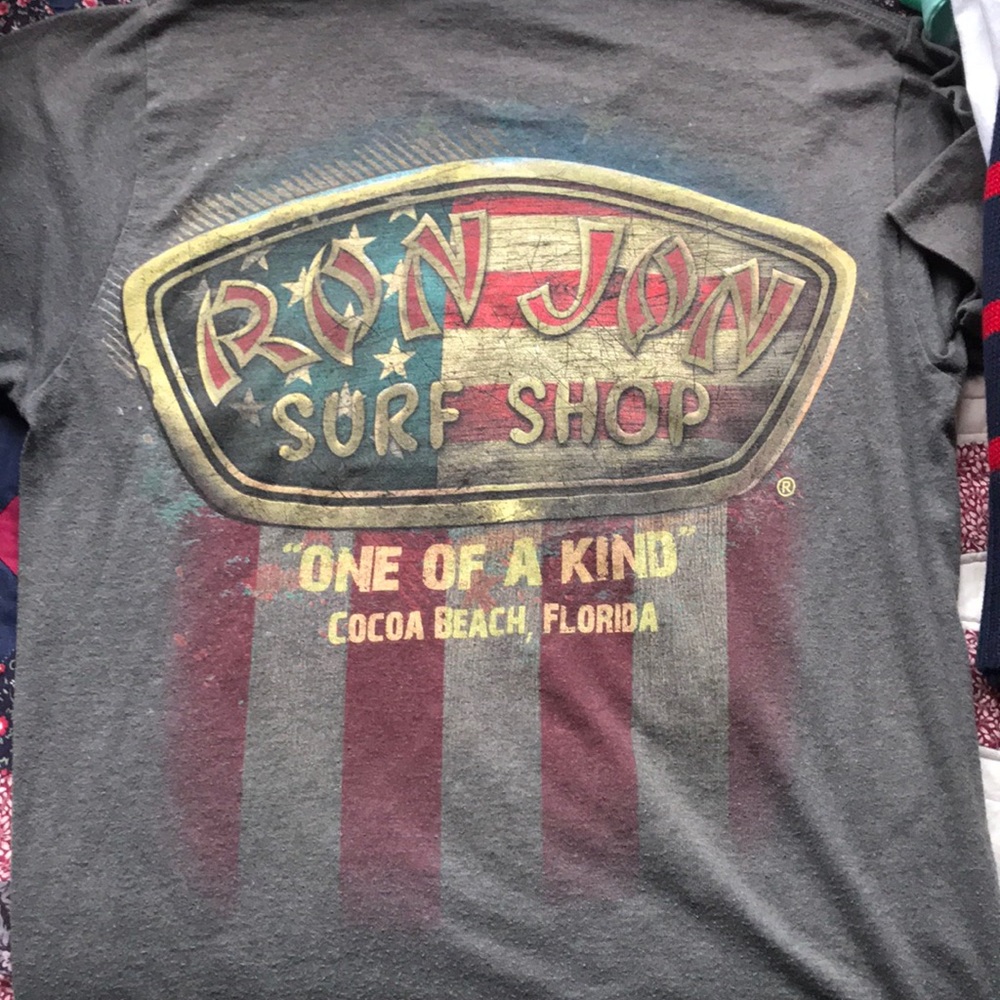 RON JON
SURF SHOP
®
"ONE OF A KIND"
COCOA BEACH, FLORIDA